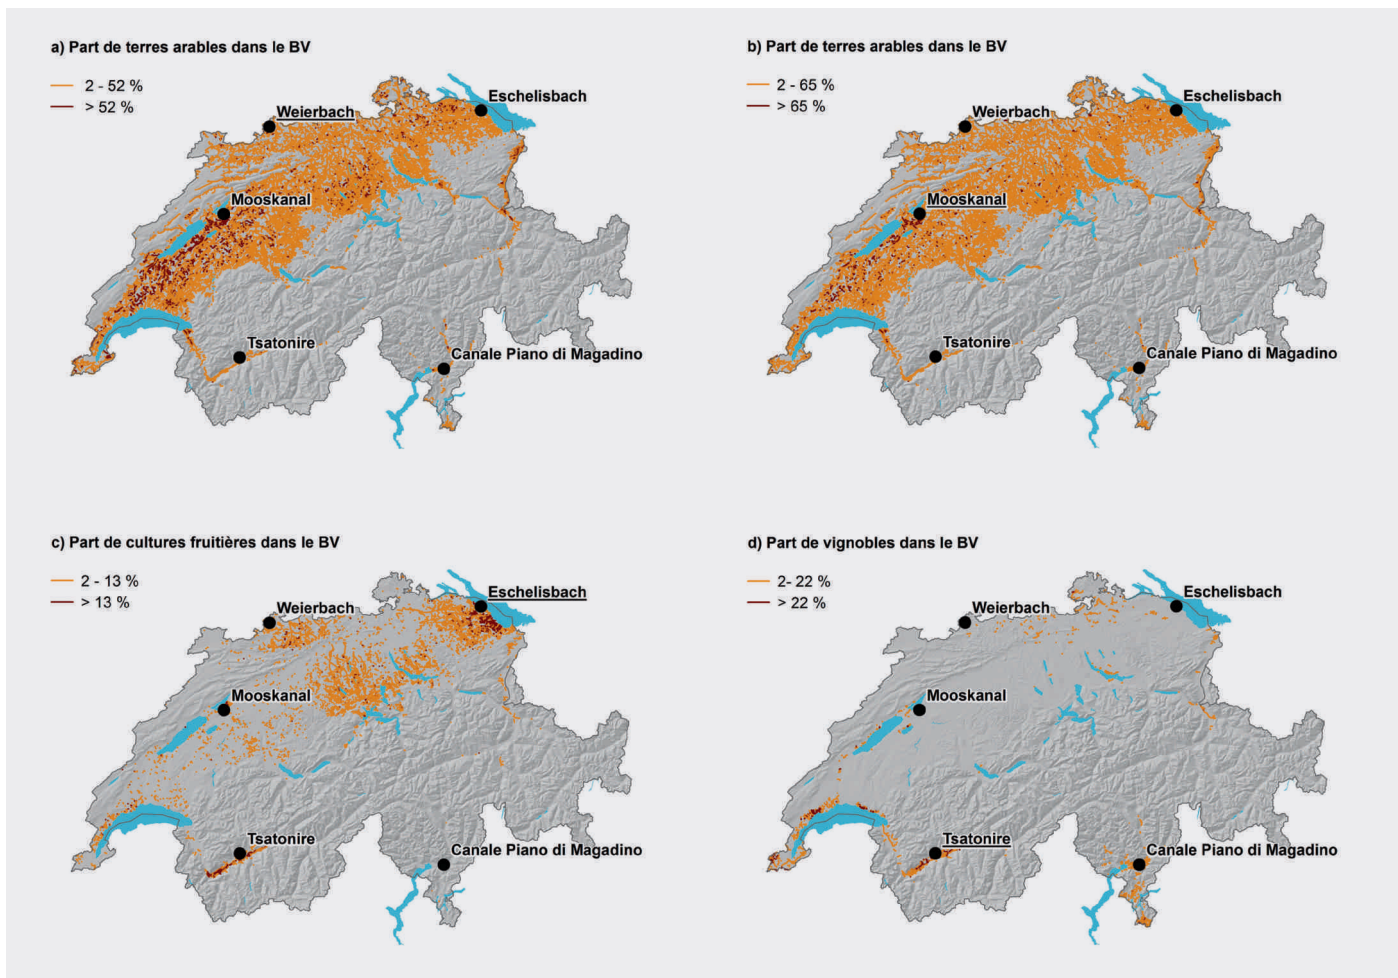 a) Part de terres arables dans le BV
2 - 52 %
> 52 %
Weierbach
Eschelisbach
Mooskanal
Tsatonire
Canale Piano di Magadino
b) Part de terres arables dans le BV
2 - 65 %
> 65 %
Weierbach
Eschelisbach
Mooskanal
Tsatonire
Canale Piano di Magadino
c) Part de cultures fruitières dans le BV
2 - 13 %
> 13 %
Weierbach
Eschelisbach
Mooskanal
Tsatonire
Canale Piano di Magadino
d) Part de vignobles dans le BV
2- 22 %
> 22 %
Weierbach
Eschelisbach
Mooskanal
Tsatonire
Canale Piano di Magadino